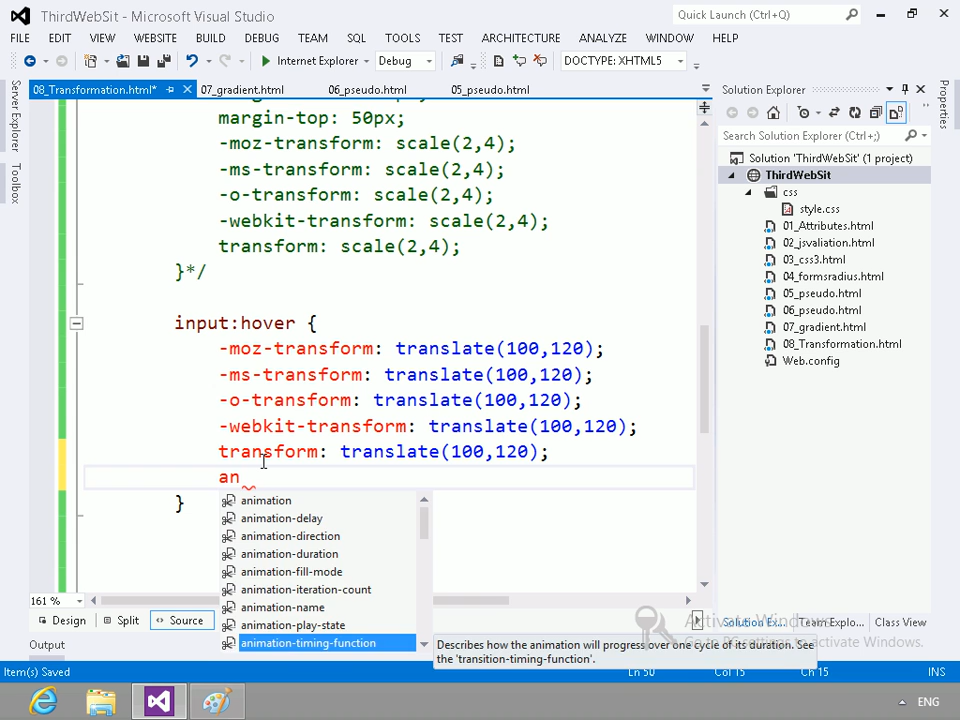 ThirdWebSit - Microsoft Visual Studio
Quick Launch (Ctrl+Q)
FILE EDIT VIEW WEBSITE BUILD DEBUG TEAM SQL TOOLS TEST ARCHITECTURE ANALYZE WINDOW HELP
Internet Explorer Debug DOCTYPE: XHTML5
08_Transformation.html* 07_gradient.html 06_pseudo.html 05_pseudo.html
Server Explorer
Toolbox
margin-top: 50px;
-moz-transform: scale(2,4);
-ms-transform: scale(2,4);
-o-transform: scale(2,4);
-webkit-transform: scale(2,4);
transform: scale(2,4);
}*/
input:hover {
-moz-transform: translate(100,120);
-ms-transform: translate(100,120);
-o-transform: translate(100,120);
-webkit-transform: translate(100,120);
transform: translate(100,120);
an
}
animation
animation-delay
animation-direction
animation-duration
animation-fill-mode
animation-iteration-count
animation-name
animation-play-state
animation-timing-function
Describes how the animation will progress over one cycle of its duration. See
the 'transition-timing-function'.
161 %
Design Split Source
Output
Solution Explorer
Search Solution Explorer (Ctrl+;)
Solution 'ThirdWebSit' (1 project)
ThirdWebSit
css
style.css
01_Attributes.html
02_jsvaliation.html
03_css3.html
04_formsradius.html
05_pseudo.html
06_pseudo.html
07_gradient.html
08_Transformation.html
Web.config
Properties
Solution Ex... Team Explo... Class View
Activate Windows
Go to PC settings to activate Windows.
Item(s) Saved Ln 50 Col 15 Ch 15 INS
ENG